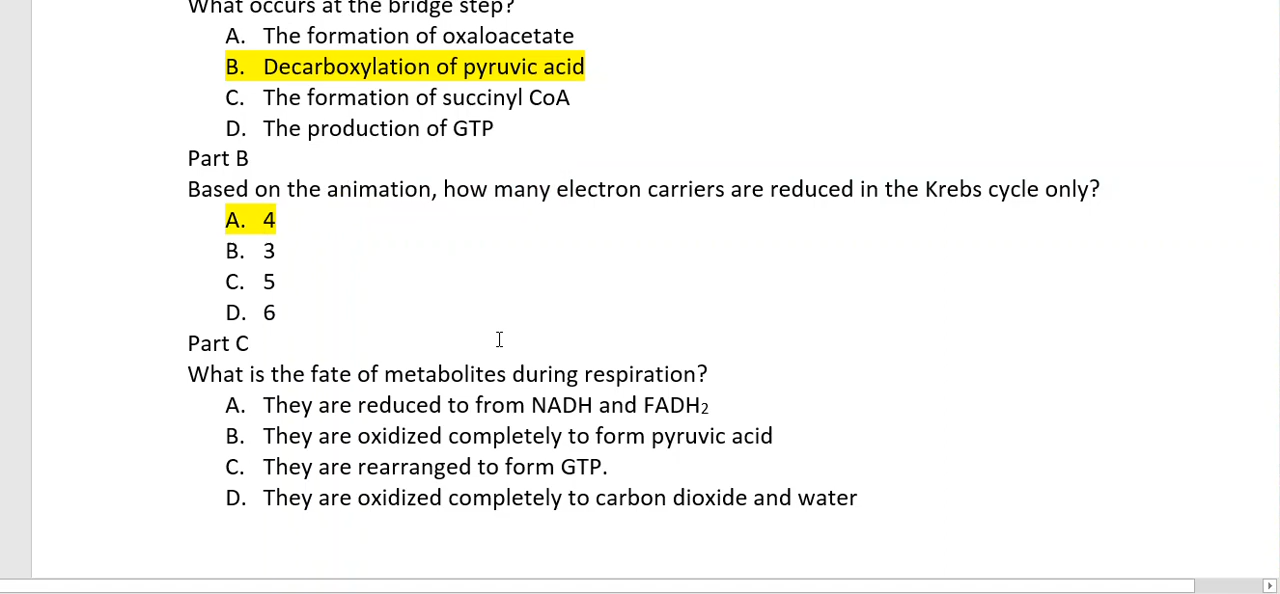 What occurs at the bridge step?
A. The formation of oxaloacetate
B. Decarboxylation of pyruvic acid
C. The formation of succinyl CoA
D. The production of GTP
Part B
Based on the animation, how many electron carriers are reduced in the Krebs cycle only?
A. 4
B. 3
C. 5
D. 6
Part C
What is the fate of metabolites during respiration?
A. They are reduced to from NADH and FADH₂
B. They are oxidized completely to form pyruvic acid
C. They are rearranged to form GTP.
D. They are oxidized completely to carbon dioxide and water